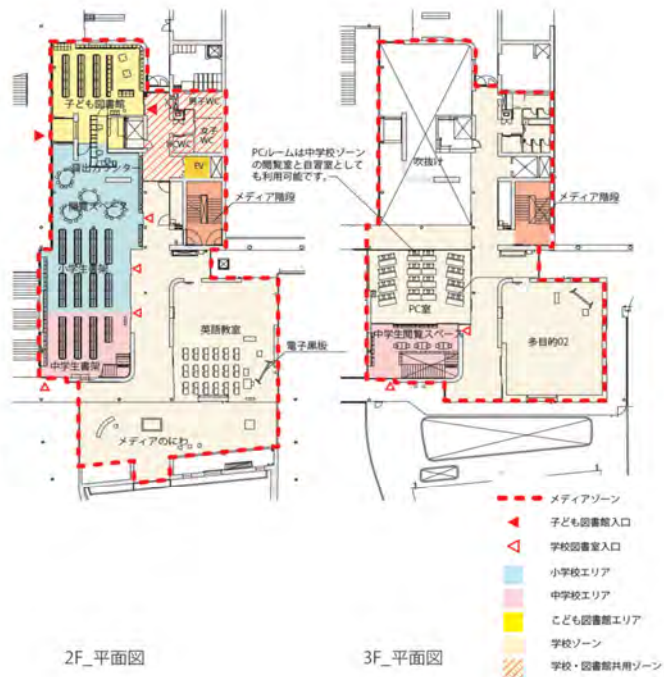 子ども図書館
男子WC
女子WC
EV
貸出カウンター
閲覧スペース
メディア階段
小学生書架
英語教室
電子黒板
中学生書架
メディアのにわ
2F_平面図
PCルームは中学校ゾーン
の閲覧室と自習室として
も利用可能です。
吹抜け
メディア階段
PC室
中学生閲覧スペース
多目的02
3F_平面図
メディアゾーン
子ども図書館入口
学校図書室入口
小学校エリア
中学校エリア
こども図書館エリア
学校ゾーン
学校・図書館共用ゾーン